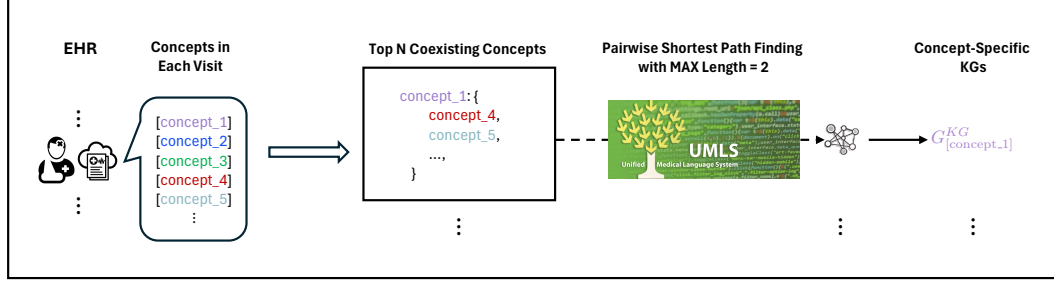 EHR
Concepts in
Each Visit
[concept_1]
[concept_2]
[concept_3]
[concept_4]
[concept_5]
⋮
Top N Coexisting Concepts
concept_1: {
concept_4,
concept_5,
...,
}
⋮
Pairwise Shortest Path Finding
with MAX Length = 2
UMLS
Unified Medical Language System
⋮
Concept-Specific
KGs
G^{KG}_{[concept_1]}
⋮